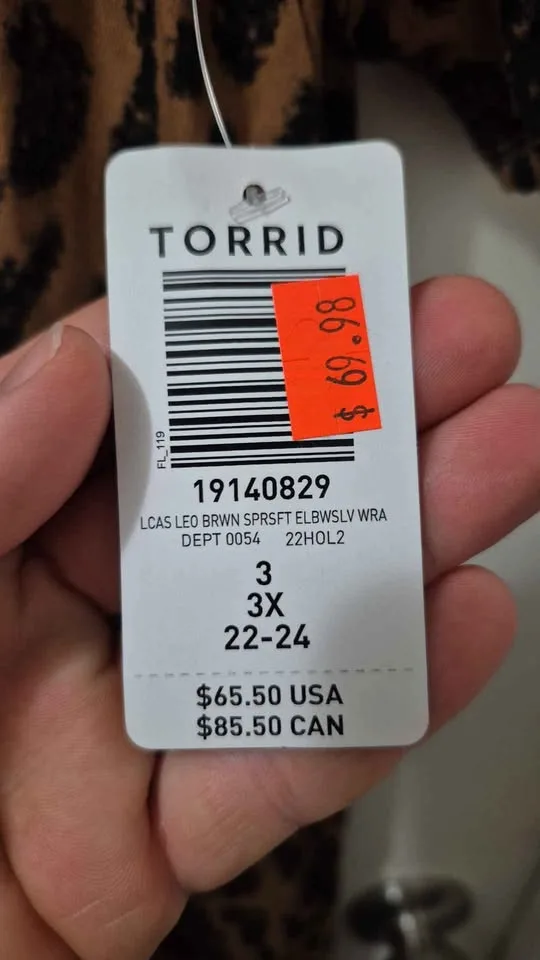 TORRID
$ 69.98
FL_119
19140829
LCAS LEO BRWN SPRSFT ELBWSLV WRA
DEPT 0054 22HOL2
3
3X
22-24
$65.50 USA
$85.50 CAN